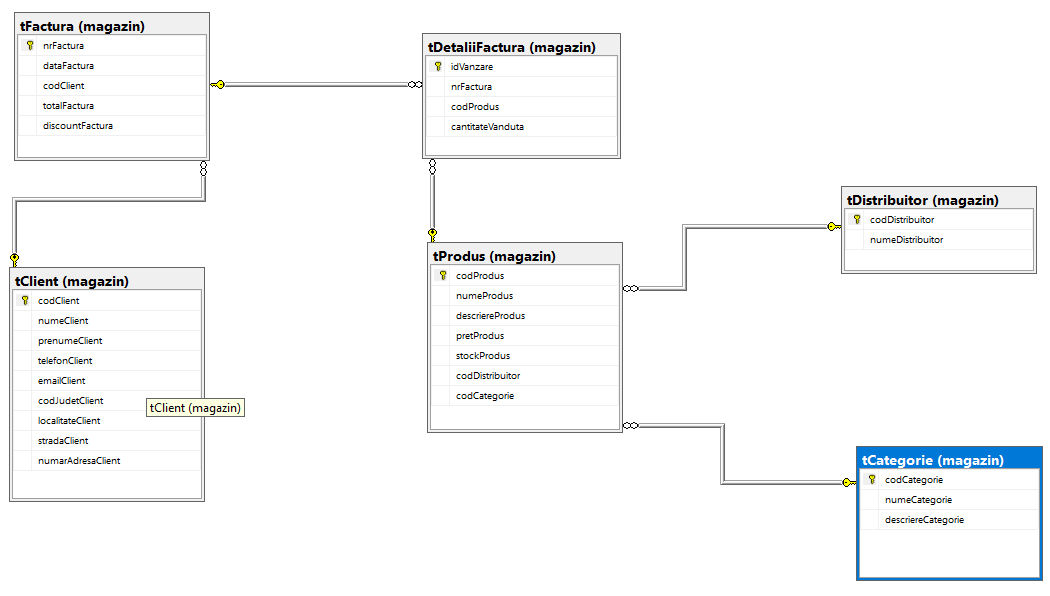 tFactura (magazin)
nrFactura
dataFactura
codClient
totalFactura
discountFactura
tDetaliiFactura (magazin)
idVanzare
nrFactura
codProdus
cantitateVanduta
tDistribuitor (magazin)
codDistribuitor
numeDistribuitor
tProdus (magazin)
codProdus
numeProdus
descriereProdus
pretProdus
stockProdus
codDistribuitor
codCategorie
tClient (magazin)
codClient
numeClient
prenumeClient
telefonClient
emailClient
codJudetClient
localitateClient
stradaClient
numarAdresaClient
tClient (magazin)
tCategorie (magazin)
codCategorie
numeCategorie
descriereCategorie